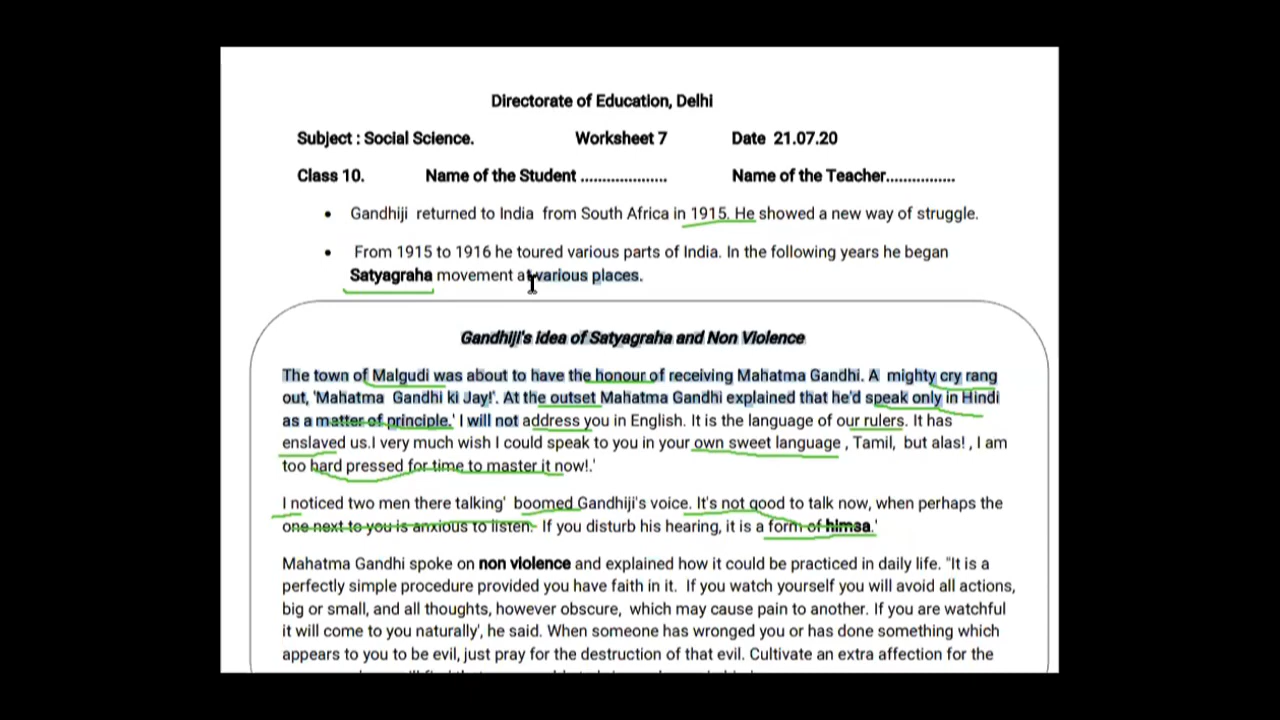 Directorate of Education, Delhi
Subject : Social Science. Worksheet 7 Date 21.07.20
Class 10. Name of the Student .................... Name of the Teacher................
• Gandhiji returned to India from South Africa in 1915. He showed a new way of struggle.
• From 1915 to 1916 he toured various parts of India. In the following years he began
Satyagraha movement at various places.
Gandhiji's idea of Satyagraha and Non Violence
The town of Malgudi was about to have the honour of receiving Mahatma Gandhi. A mighty cry rang
out, 'Mahatma Gandhi ki Jay!'. At the outset Mahatma Gandhi explained that he'd speak only in Hindi
as a matter of principle.' I will not address you in English. It is the language of our rulers. It has
enslaved us.I very much wish I could speak to you in your own sweet language , Tamil, but alas! , I am
too hard pressed for time to master it now!.'
I noticed two men there talking' boomed Gandhiji's voice. It's not good to talk now, when perhaps the
one next to you is anxious to listen. If you disturb his hearing, it is a form of himsa.'
Mahatma Gandhi spoke on non violence and explained how it could be practiced in daily life. "It is a
perfectly simple procedure provided you have faith in it. If you watch yourself you will avoid all actions,
big or small, and all thoughts, however obscure, which may cause pain to another. If you are watchful
it will come to you naturally', he said. When someone has wronged you or has done something which
appears to you to be evil, just pray for the destruction of that evil. Cultivate an extra affection for the